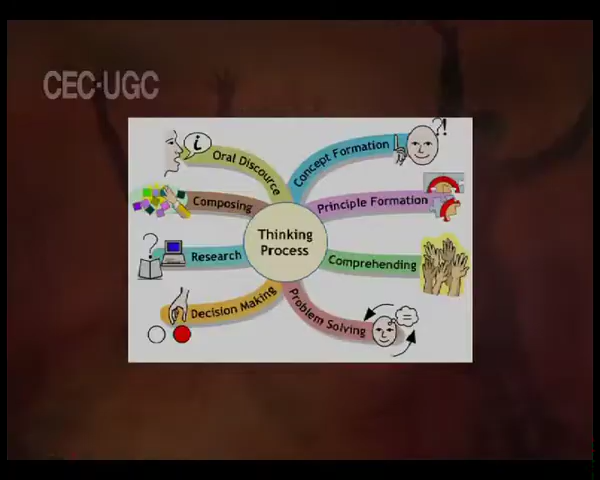 CEC-UGC
?!
i
Oral Discource
Concept Formation
Composing
Principle Formation
Thinking
Process
?
Research
Comprehending
Decision Making
Problem Solving
=